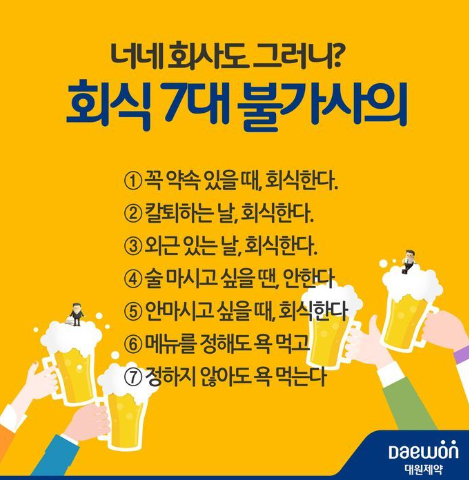 너네 회사도 그러니?
회식 7대 불가사의
① 꼭 약속 있을 때, 회식한다.
② 칼퇴하는 날, 회식한다.
③ 외근 있는 날, 회식한다.
④ 술 마시고 싶을 땐, 안한다
⑤ 안마시고 싶을 때, 회식한다
⑥ 메뉴를 정해도 욕 먹고
⑦ 정하지 않아도 욕 먹는다
Daewon
대원제약